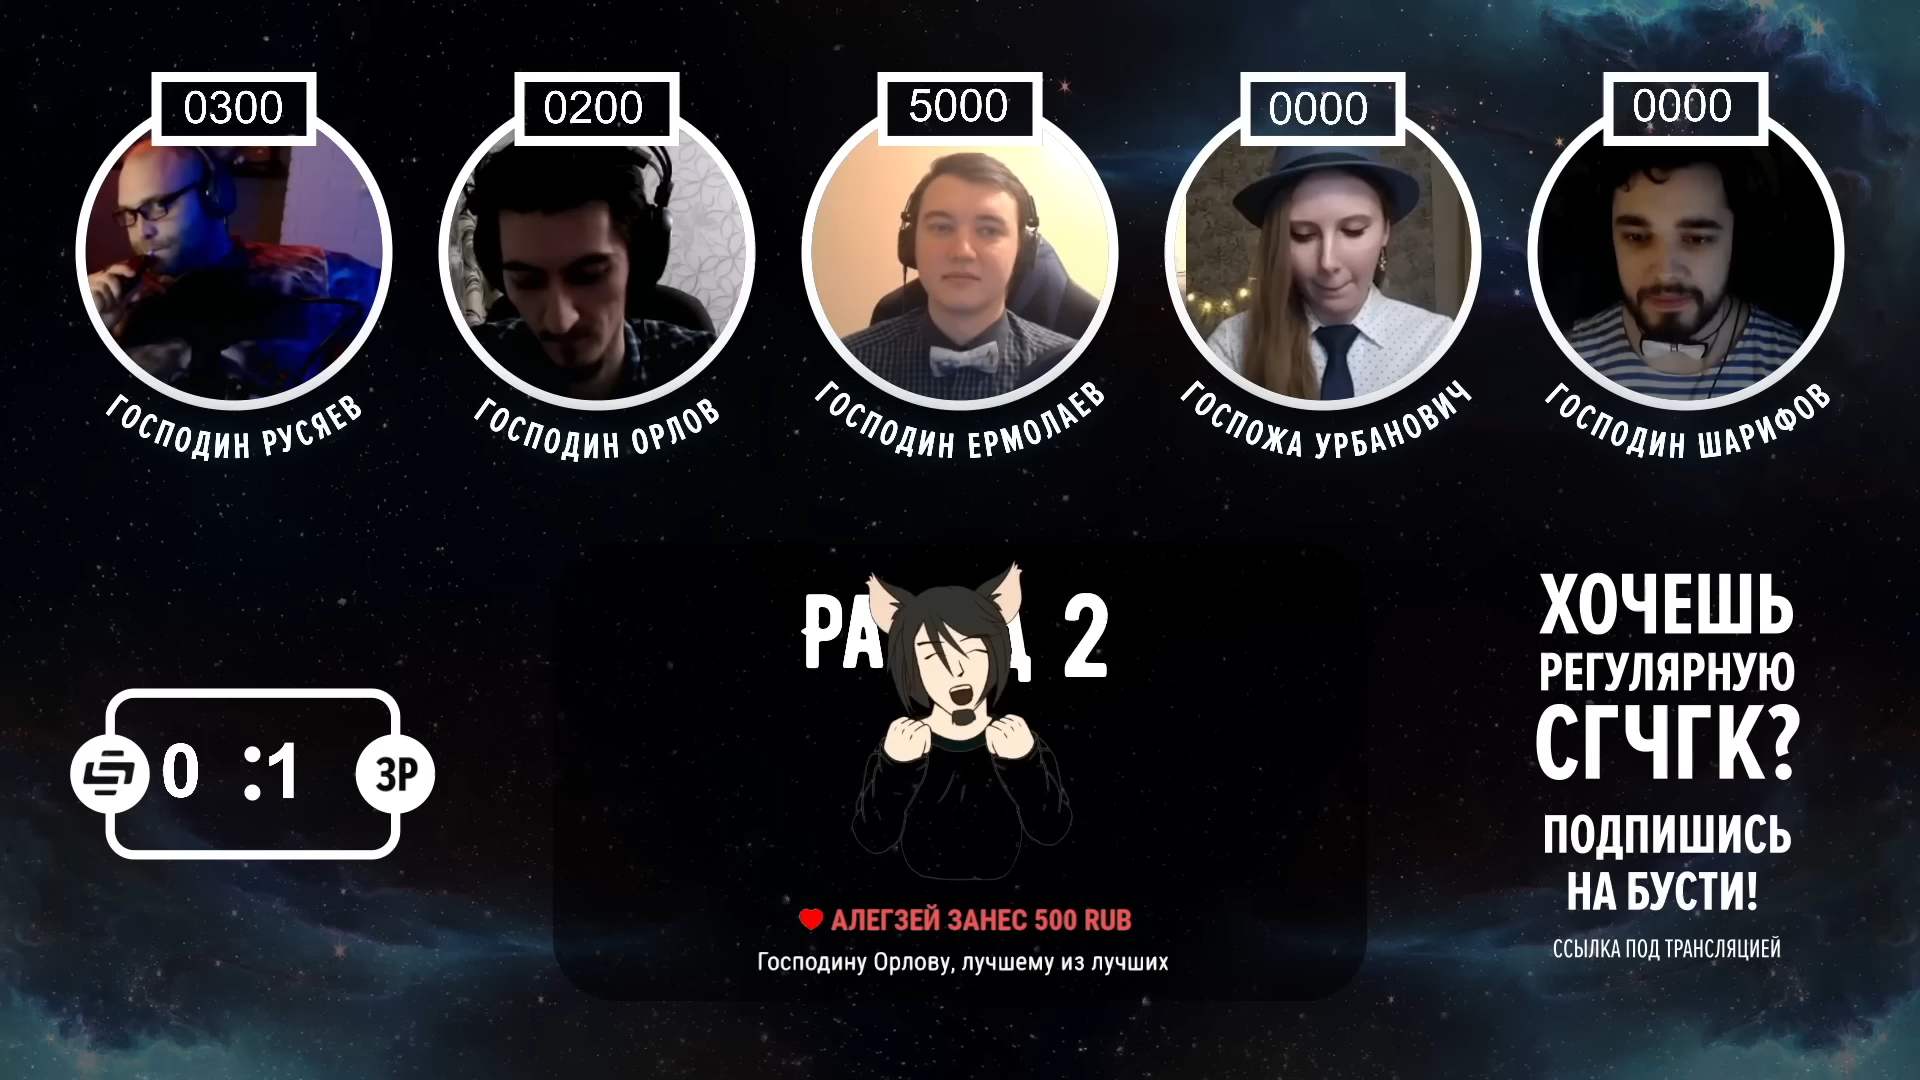 0300
0200
5000
0000
0000
ГОСПОДИН РУСЯЕВ
ГОСПОДИН ОРЛОВ
ГОСПОДИН ЕРМОЛАЕВ
ГОСПОЖА УРБАНОВИЧ
ГОСПОДИН ШАРИФОВ
2
0 :1
ЗР
АЛЕГЗЕЙ ЗАНЕС 500 RUB
Господину Орлову, лучшему из лучших
ХОЧЕШЬ
РЕГУЛЯРНУЮ
СГЧГК?
ПОДПИШИСЬ
НА БУСТИ!
ССЫЛКА ПОД ТРАНСЛЯЦИЕЙ